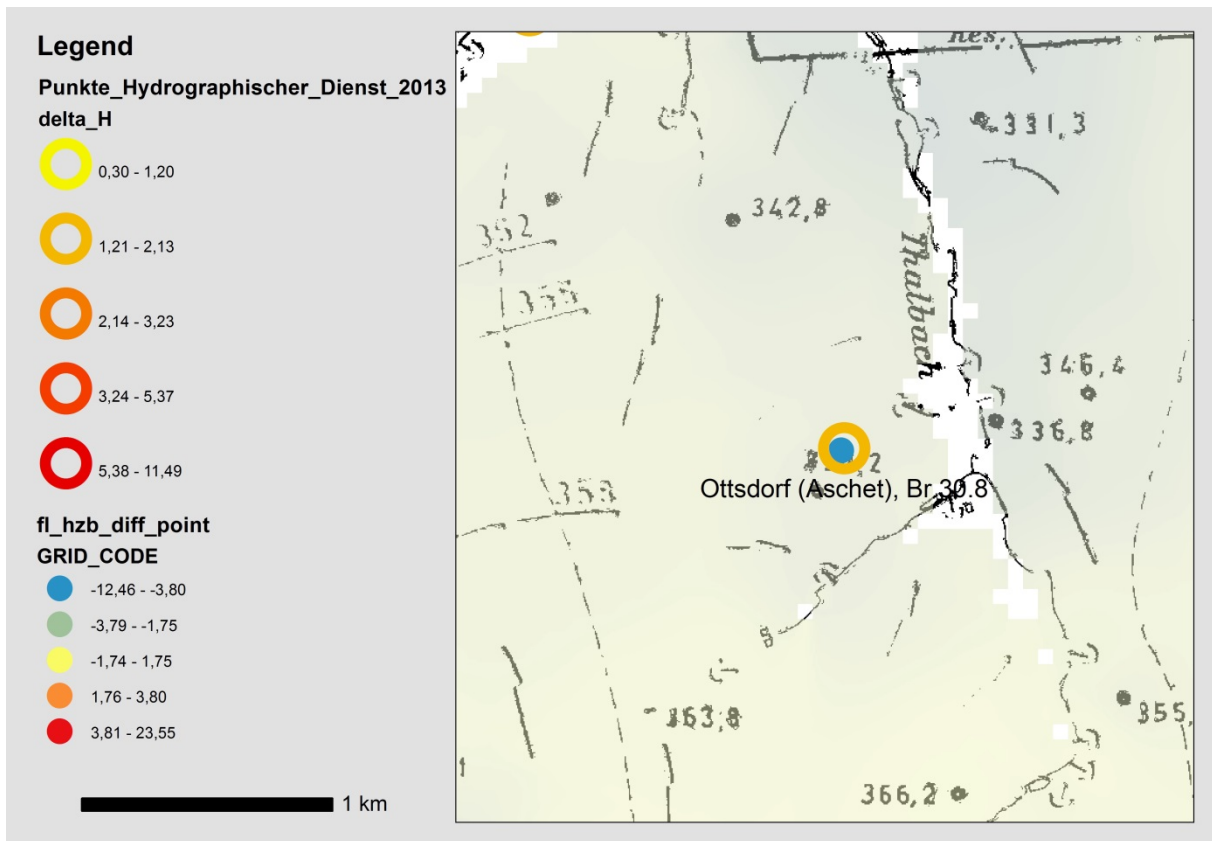 Legend
Punkte_Hydrographischer_Dienst_2013
delta_H
0,30 - 1,20
1,21 - 2,13
2,14 - 3,23
3,24 - 5,37
5,38 - 11,49
fl_hzb_diff_point
GRID_CODE
-12,46 - -3,80
-3,79 - -1,75
-1,74 - 1,75
1,76 - 3,80
3,81 - 23,55
1 km
331,3
342,8
352
355
Thalbach
346,4
336,8
Ottsdorf (Aschet), Br 30.8
353
363,8
355,
366,2